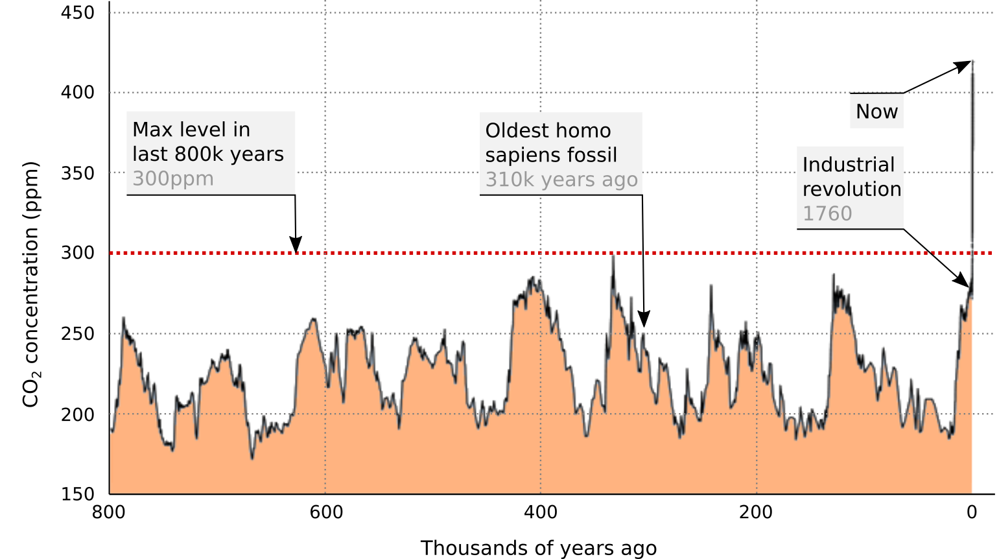 450
400
350
300
250
200
150
CO₂ concentration (ppm)
Max level in
last 800k years
300ppm
Oldest homo
sapiens fossil
310k years ago
Now
Industrial
revolution
1760
800 600 400 200 0
Thousands of years ago